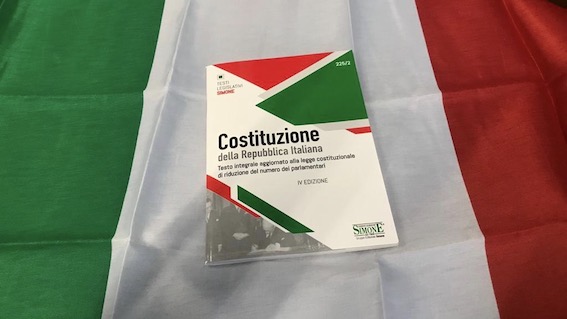 225/2
TESTI
LEGISLATIVI
SIMONE
Costituzione
della Repubblica Italiana
Testo integrale aggiornato alla legge costituzionale
di riduzione del numero dei parlamentari
IV EDIZIONE
SIMONE